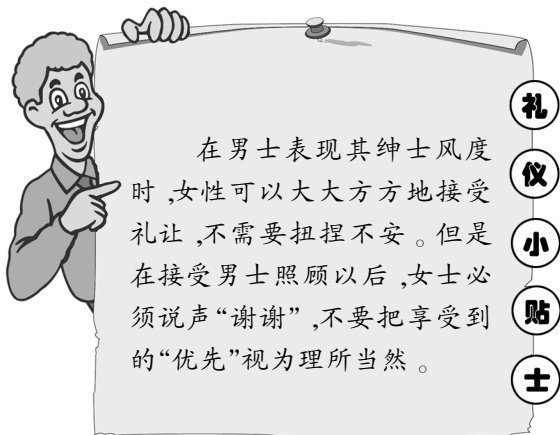 在男士表现其绅士风度
时,女性可以大大方方地接受
礼让,不需要扭捏不安。但是
在接受男士照顾以后,女士必
须说声“谢谢”,不要把享受到
的“优先”视为理所当然。
礼
仪
小
贴
士